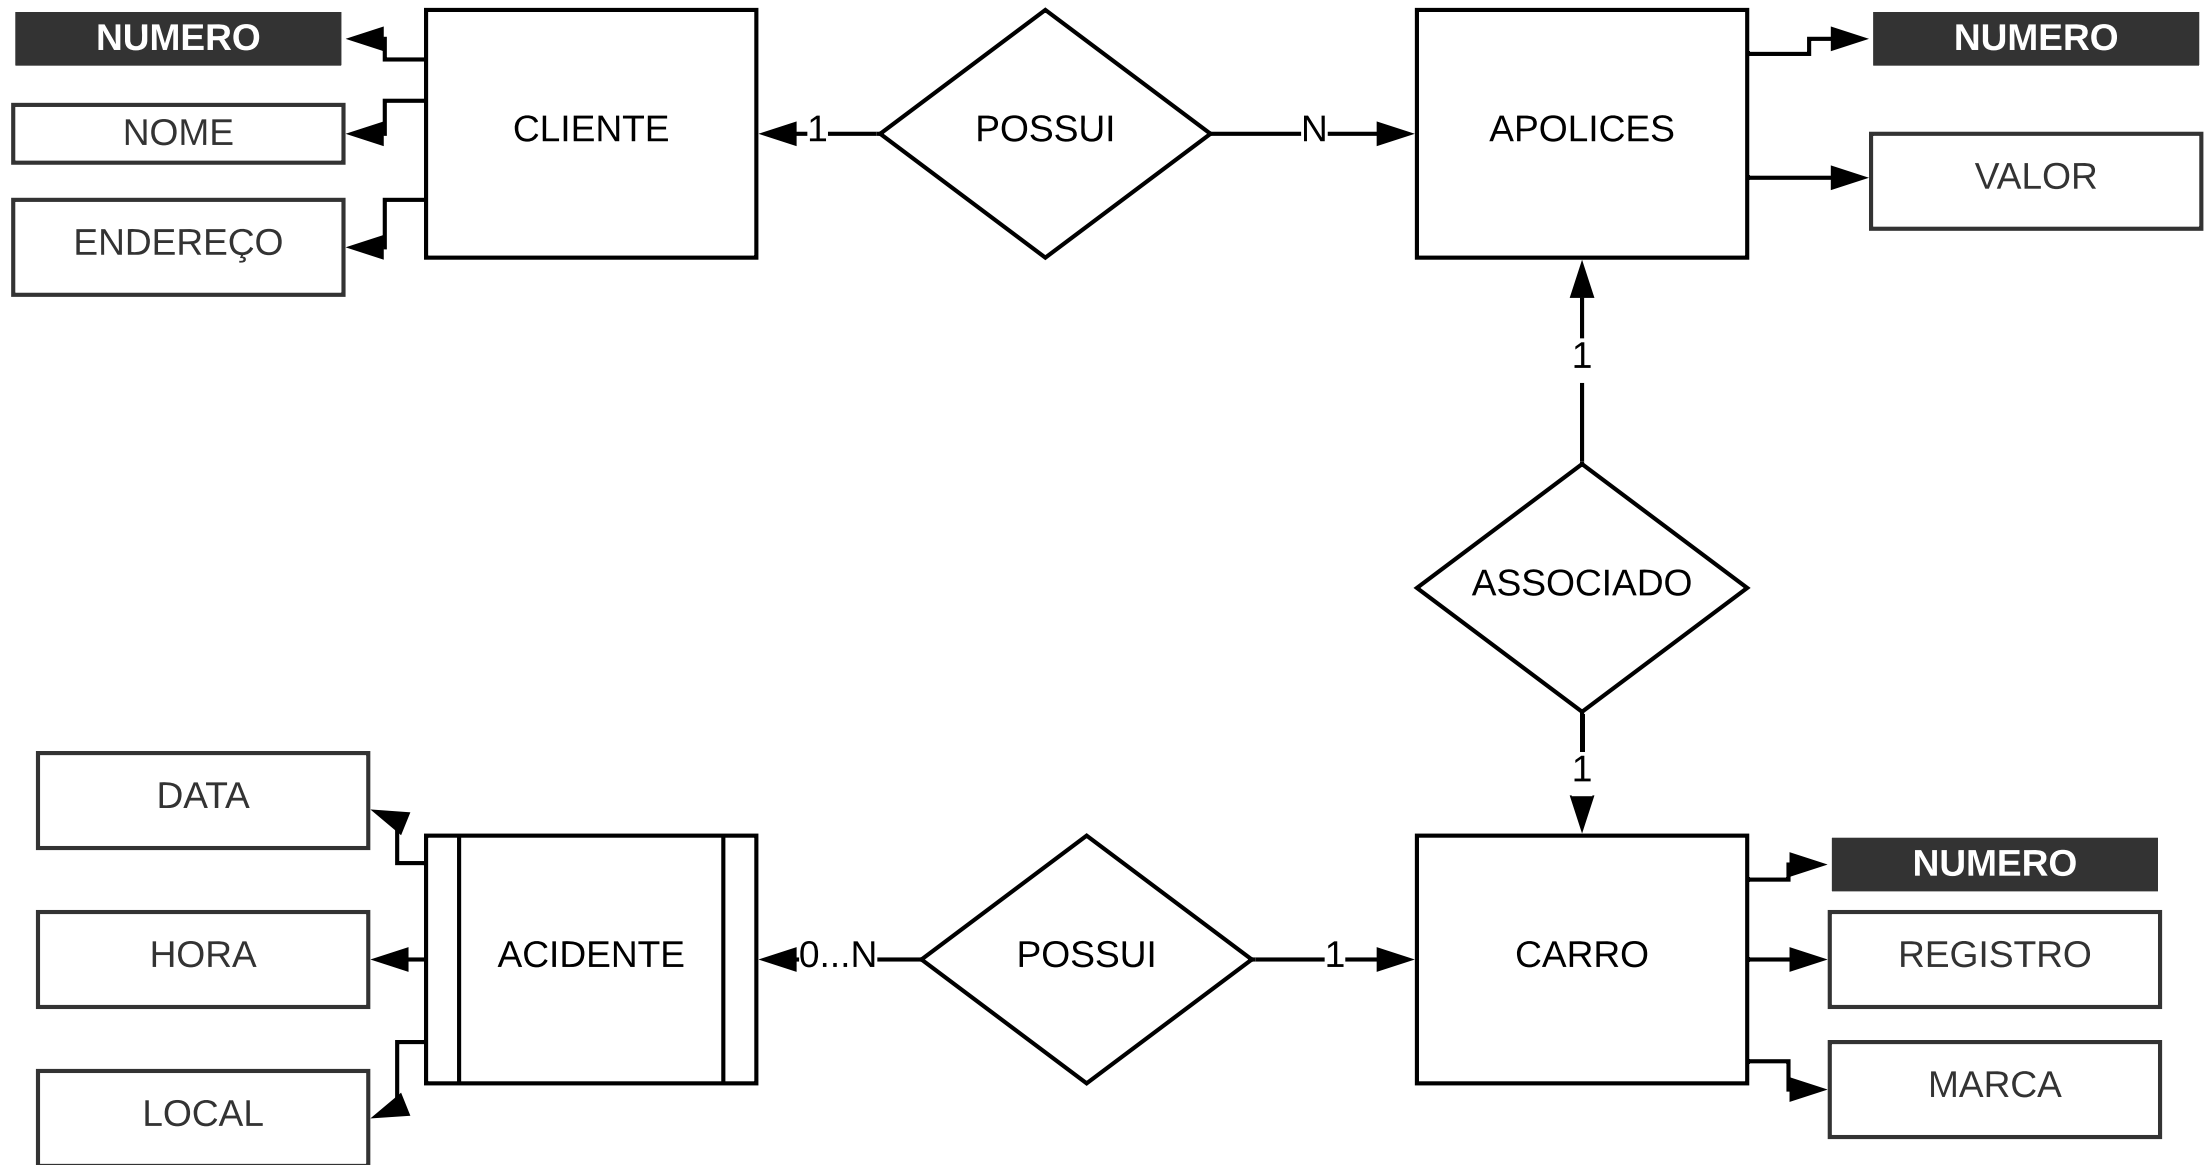 NUMERO
NOME
ENDEREÇO
CLIENTE
1
POSSUI
N
APOLICES
NUMERO
VALOR
1
ASSOCIADO
1
DATA
HORA
LOCAL
ACIDENTE
0...N
POSSUI
1
CARRO
NUMERO
REGISTRO
MARCA